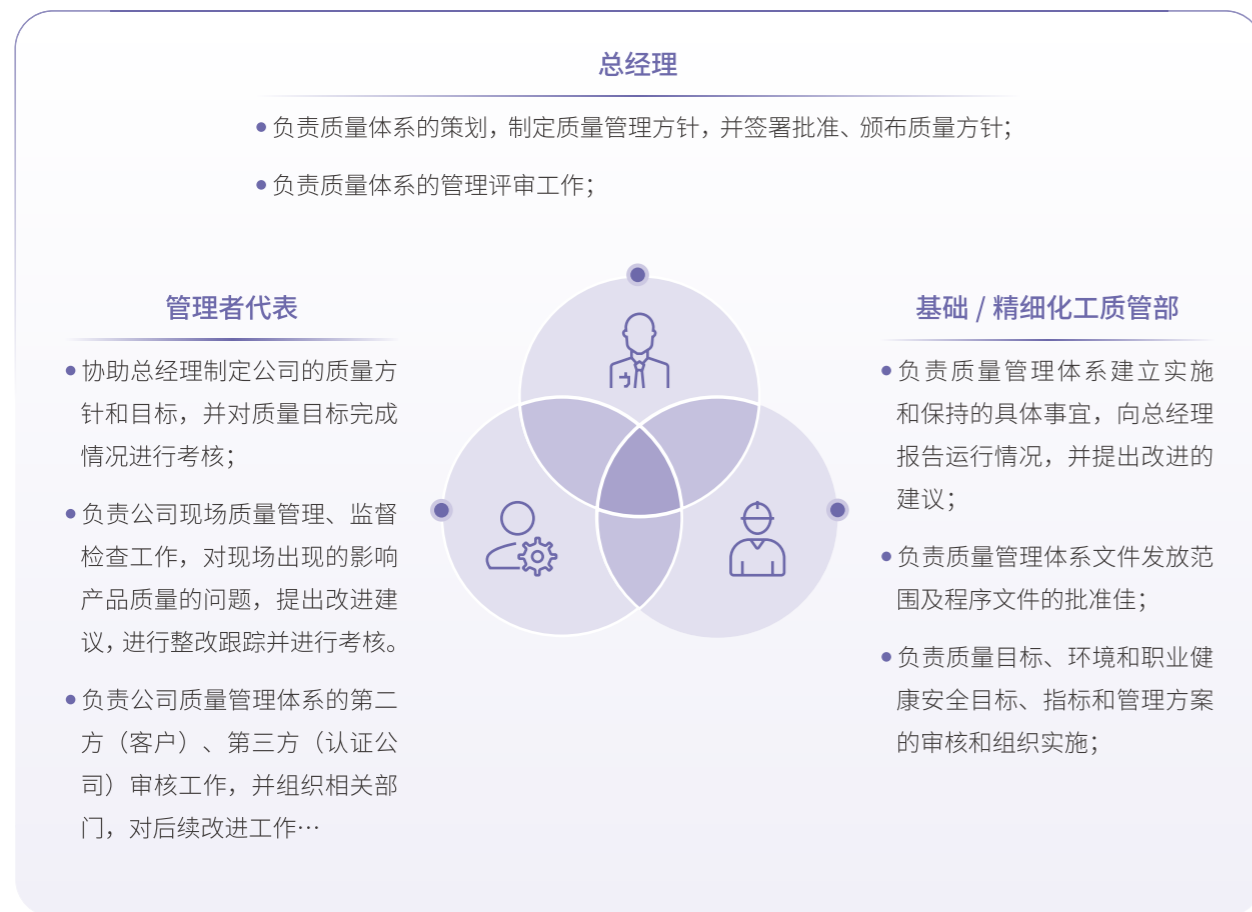 总经理
负责质量体系的策划，制定质量管理方针，并签署批准、颁布质量方针；
负责质量体系的管理评审工作；
管理者代表
协助总经理制定公司的质量方
针和目标，并对质量目标完成
情况进行考核；
负责公司现场质量管理、监督
检查工作，对现场出现的影响
产品质量的问题，提出改进建
议，进行整改跟踪并进行考核。
负责公司质量管理体系的第二
方（客户）、第三方（认证公
司）审核工作，并组织相关部
门，对后续改进工作…
基础 / 精细化工质管部
负责质量管理体系建立实施
和保持的具体事宜，向总经理
报告运行情况，并提出改进的
建议；
负责质量管理体系文件发放范
围及程序文件的批准佳；
负责质量目标、环境和职业健
康安全目标、指标和管理方案
的审核和组织实施；